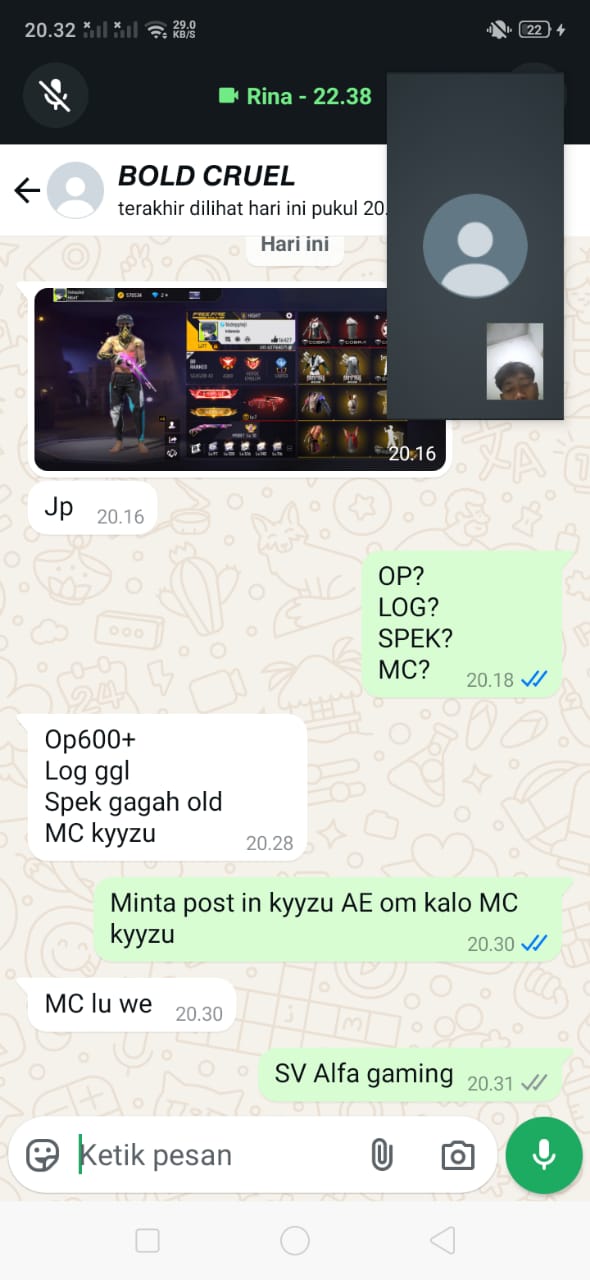 20.32
29.0
KB/S
22
Rina - 22.38
BOLD CRUEL
terakhir dilihat hari ini pukul 20.
Hari ini
20.16
Jp 20.16
OP?
LOG?
SPEK?
MC? 20.18
Op600+
Log ggl
Spek gagah old
MC kyyzu 20.28
Minta post in kyyzu AE om kalo MC
kyyzu 20.30
MC lu we 20.30
SV Alfa gaming 20.31
Ketik pesan